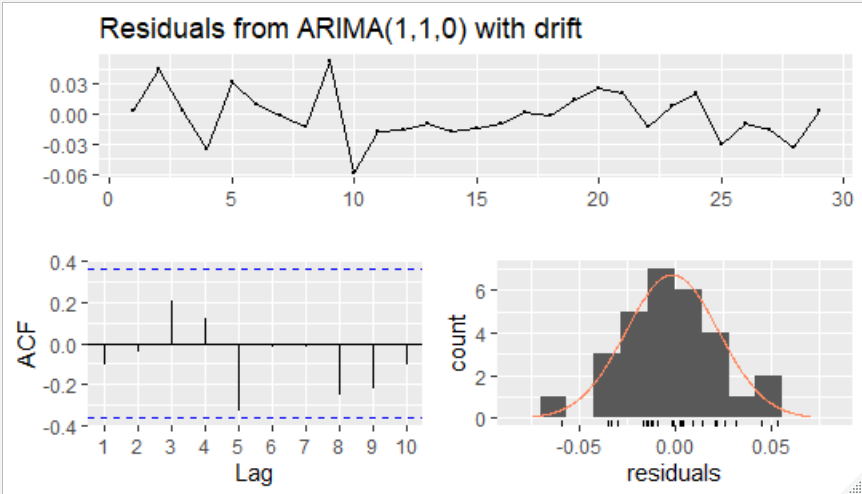 Residuals from ARIMA(1,1,0) with drift
0.03
0.00
-0.03
-0.06
0 5 10 15 20 25 30
0.4
0.2
0.0
-0.2
-0.4
ACF
1 2 3 4 5 6 7 8 9 10
Lag
6
4
2
0
count
-0.05 0.00 0.05
residuals